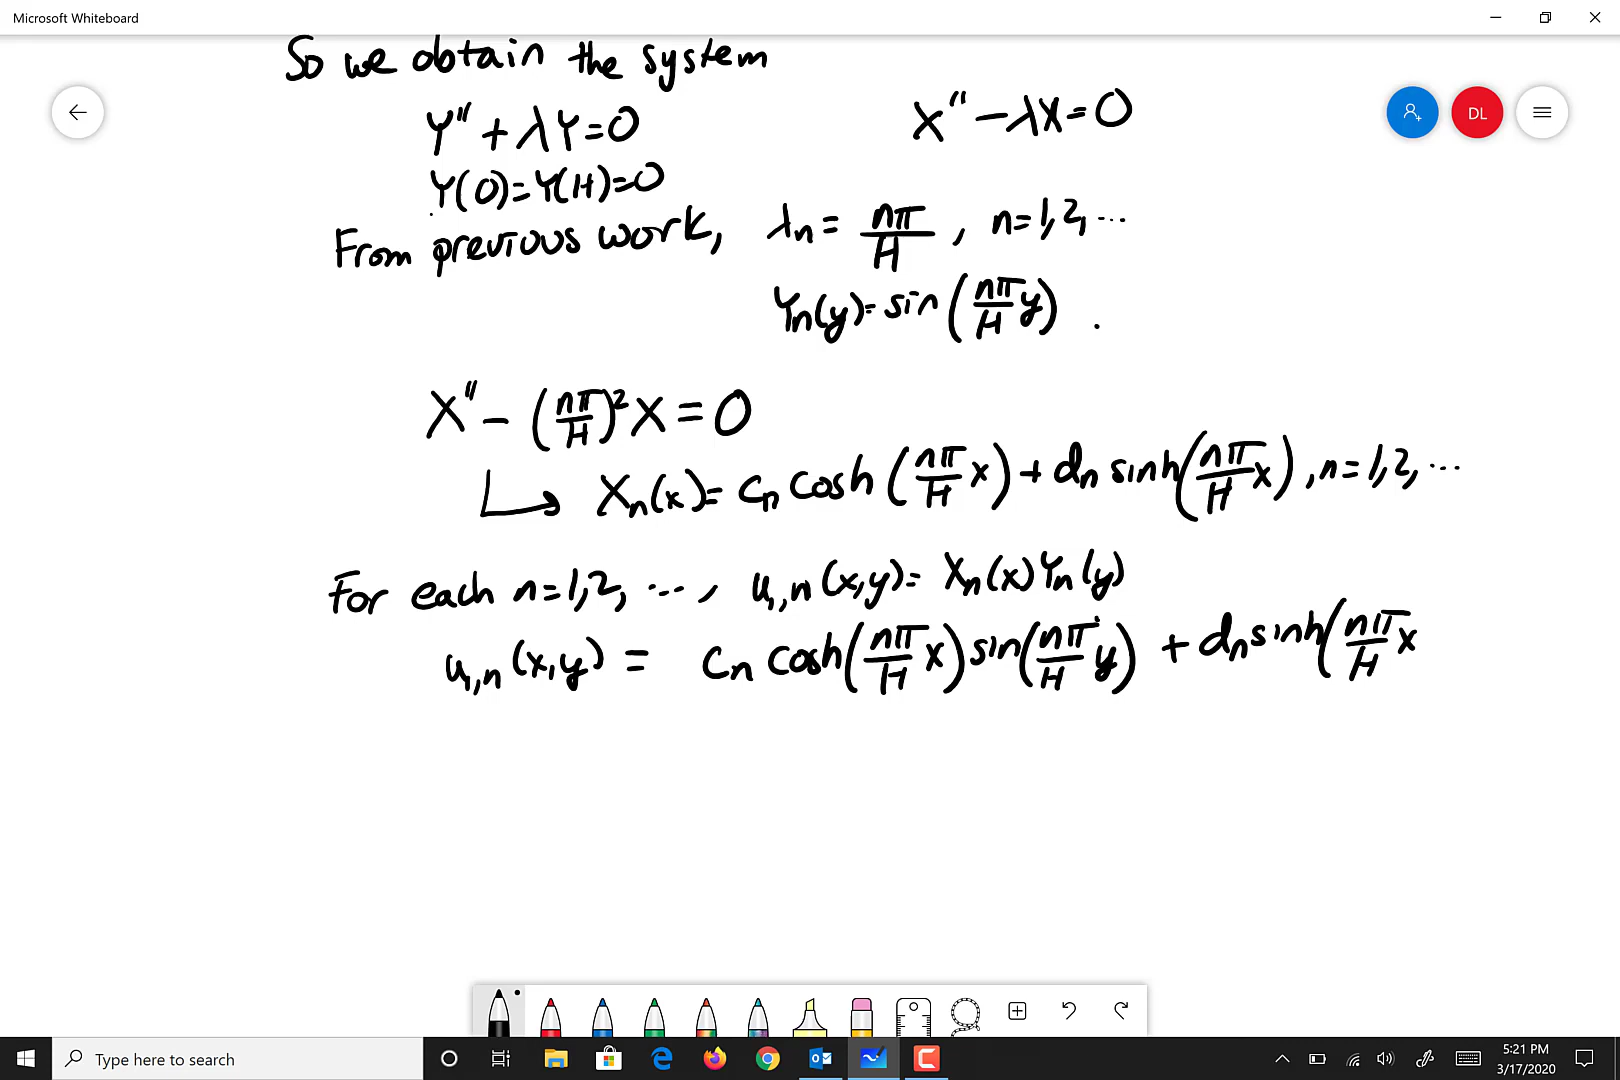 Microsoft Whiteboard
So we obtain the system
Y'' + λY = 0 X'' − λX = 0
DL
Y(0) = Y(H) = 0
From previous work, λn = nπ/H , n = 1, 2, ...
Yn(y) = sin(nπ/H y) .
X'' − (nπ/H)² X = 0
↳ Xn(x) = cn cosh(nπ/H x) + dn sinh(nπ/H x), n = 1, 2, ...
For each n = 1, 2, ..., u1,n(x,y) = Xn(x)Yn(y)
u1,n(x,y) = cn cosh(nπ/H x) sin(nπ/H y) + dn sinh(nπ/H x
Type here to search
5:21 PM
3/17/2020